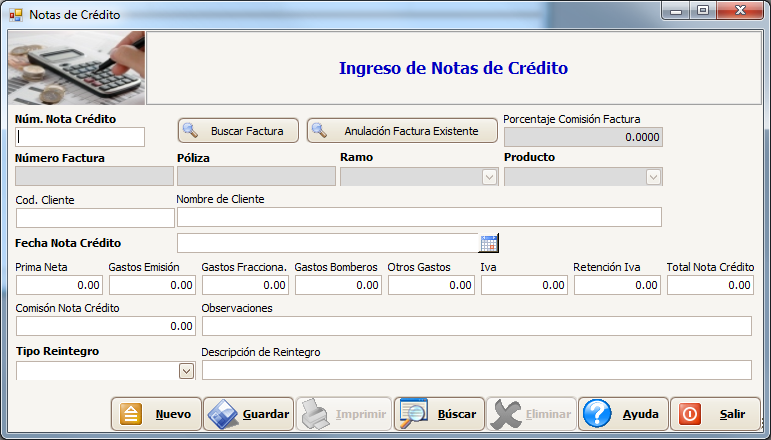 Notas de Crédito
Ingreso de Notas de Crédito
Núm. Nota Crédito
Buscar Factura
Anulación Factura Existente
Porcentaje Comisión Factura
0.0000
Número Factura Póliza Ramo Producto
Cod. Cliente Nombre de Cliente
Fecha Nota Crédito
Prima Neta Gastos Emisión Gastos Fracciona. Gastos Bomberos Otros Gastos Iva Retención Iva Total Nota Crédito
0.00 0.00 0.00 0.00 0.00 0.00 0.00 0.00
Comisón Nota Crédito Observaciones
0.00
Tipo Reintegro Descripción de Reintegro
Nuevo Guardar Imprimir Búscar Eliminar Ayuda Salir